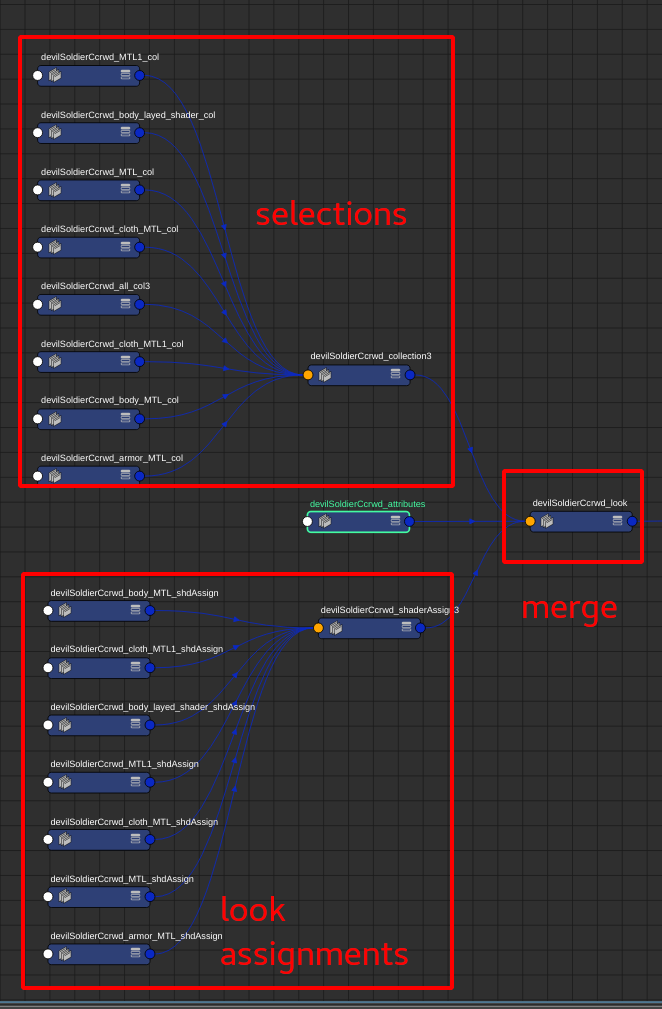 devilSoldierCcrwd_MTL1_col
devilSoldierCcrwd_body_layed_shader_col
devilSoldierCcrwd_MTL_col
selections
devilSoldierCcrwd_cloth_MTL_col
devilSoldierCcrwd_all_col3
devilSoldierCcrwd_cloth_MTL1_col
devilSoldierCcrwd_collection3
devilSoldierCcrwd_body_MTL_col
devilSoldierCcrwd_armor_MTL_col
devilSoldierCcrwd_attributes
devilSoldierCcrwd_look
merge
devilSoldierCcrwd_body_MTL_shdAssign
devilSoldierCcrwd_shaderAssign3
devilSoldierCcrwd_cloth_MTL1_shdAssign
devilSoldierCcrwd_body_layed_shader_shdAssign
devilSoldierCcrwd_MTL1_shdAssign
devilSoldierCcrwd_cloth_MTL_shdAssign
devilSoldierCcrwd_MTL_shdAssign
devilSoldierCcrwd_armor_MTL_shdAssign
look
assignments